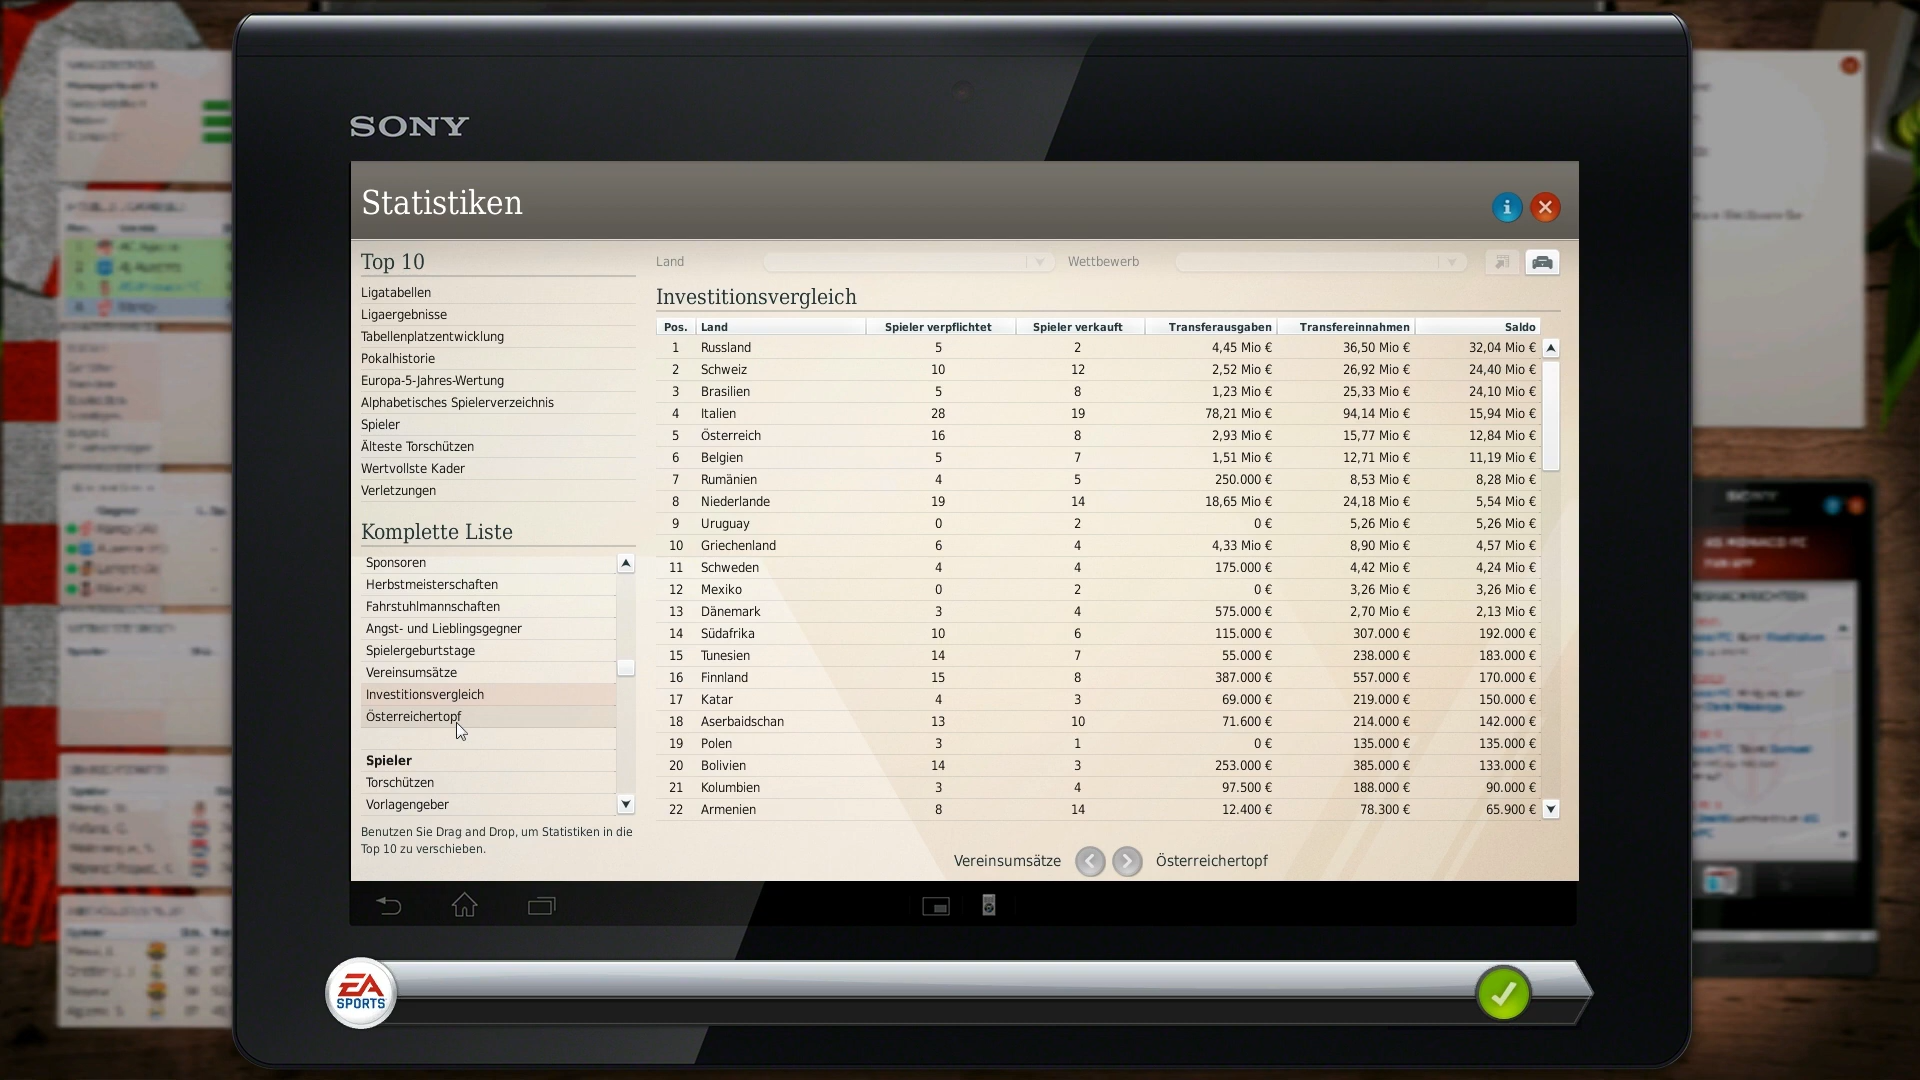 SONY
Statistiken
Top 10
Ligatabellen
Ligaergebnisse
Tabellenplatzentwicklung
Pokalhistorie
Europa-5-Jahres-Wertung
Alphabetisches Spielerverzeichnis
Spieler
Älteste Torschützen
Wertvollste Kader
Verletzungen
Komplette Liste
Sponsoren
Herbstmeisterschaften
Fahrstuhlmannschaften
Angst- und Lieblingsgegner
Spielergeburtstage
Vereinsumsätze
Investitionsvergleich
Österreichertopf
Spieler
Torschützen
Vorlagengeber
Benutzen Sie Drag and Drop, um Statistiken in die
Top 10 zu verschieben.
Land Wettbewerb
Investitionsvergleich
Pos. Land Spieler verpflichtet Spieler verkauft Transferausgaben Transfereinnahmen Saldo
1 Russland 5 2 4,45 Mio € 36,50 Mio € 32,04 Mio €
2 Schweiz 10 12 2,52 Mio € 26,92 Mio € 24,40 Mio €
3 Brasilien 5 8 1,23 Mio € 25,33 Mio € 24,10 Mio €
4 Italien 28 19 78,21 Mio € 94,14 Mio € 15,94 Mio €
5 Österreich 16 8 2,93 Mio € 15,77 Mio € 12,84 Mio €
6 Belgien 5 7 1,51 Mio € 12,71 Mio € 11,19 Mio €
7 Rumänien 4 5 250.000 € 8,53 Mio € 8,28 Mio €
8 Niederlande 19 14 18,65 Mio € 24,18 Mio € 5,54 Mio €
9 Uruguay 0 2 0 € 5,26 Mio € 5,26 Mio €
10 Griechenland 6 4 4,33 Mio € 8,90 Mio € 4,57 Mio €
11 Schweden 4 4 175.000 € 4,42 Mio € 4,24 Mio €
12 Mexiko 0 2 0 € 3,26 Mio € 3,26 Mio €
13 Dänemark 3 4 575.000 € 2,70 Mio € 2,13 Mio €
14 Südafrika 10 6 115.000 € 307.000 € 192.000 €
15 Tunesien 14 7 55.000 € 238.000 € 183.000 €
16 Finnland 15 8 387.000 € 557.000 € 170.000 €
17 Katar 4 3 69.000 € 219.000 € 150.000 €
18 Aserbaidschan 13 10 71.600 € 214.000 € 142.000 €
19 Polen 3 1 0 € 135.000 € 135.000 €
20 Bolivien 14 3 253.000 € 385.000 € 133.000 €
21 Kolumbien 3 4 97.500 € 188.000 € 90.000 €
22 Armenien 8 14 12.400 € 78.300 € 65.900 €
Vereinsumsätze Österreichertopf
EA
SPORTS
SONY